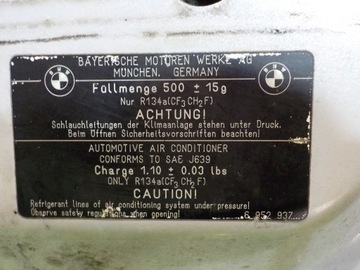 BMW BMW
BAYERISCHE MOTOREN WERKE AG
MÜNCHEN, GERMANY
Füllmenge 500 ± 15g
Nur R134a(CF3CH2F)
ACHTUNG!
Schlauchleitungen der Klimaanlage stehen unter Druck.
Beim Öffnen Sicherheitsvorschriften beachten!
AUTOMOTIVE AIR CONDITIONER
CONFORMS TO SAE J639
Charge 1.10 ± 0.03 lbs
ONLY R134a(CF3CH2F)
CAUTION!
Refrigerant lines of air conditioning system under pressure!
Observe safety regulations when opening!
6 952 937